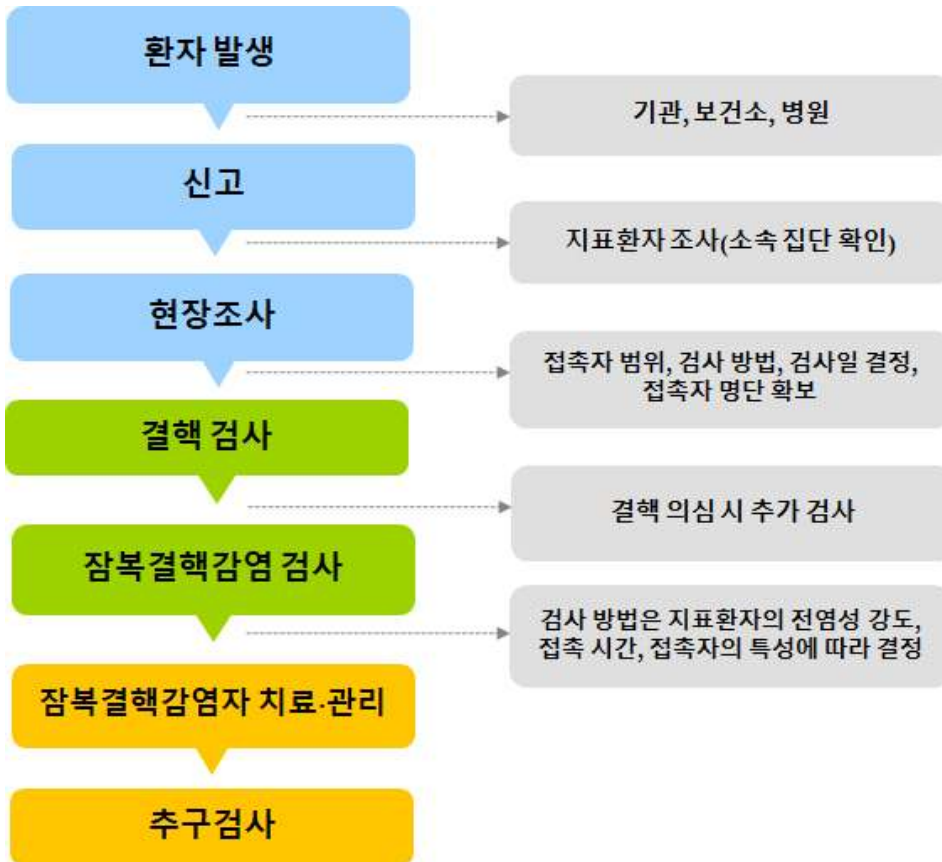 환자 발생
기관, 보건소, 병원
신고
지표환자 조사(소속 집단 확인)
현장조사
접촉자 범위, 검사 방법, 검사일 결정,
접촉자 명단 확보
결핵 검사
결핵 의심 시 추가 검사
잠복결핵감염 검사
검사 방법은 지표환자의 전염성 강도,
접촉 시간, 접촉자의 특성에 따라 결정
잠복결핵감염자 치료·관리
추구검사